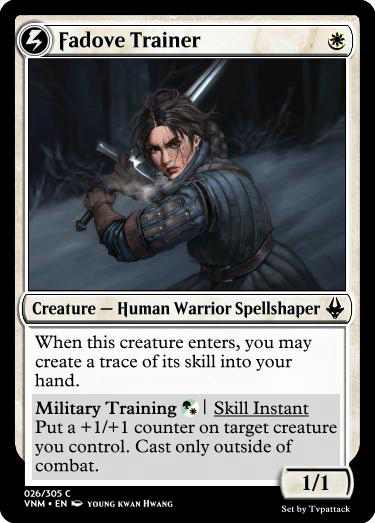 Fadove Trainer
Creature — Human Warrior Spellshaper
When this creature enters, you may
create a trace of its skill into your
hand.
Military Training | Skill Instant
Put a +1/+1 counter on target creature
you control. Cast only outside of
combat.
1/1
026/305 C
VNM • EN YOUNG KWAN HWANG
Set by Tvpattack